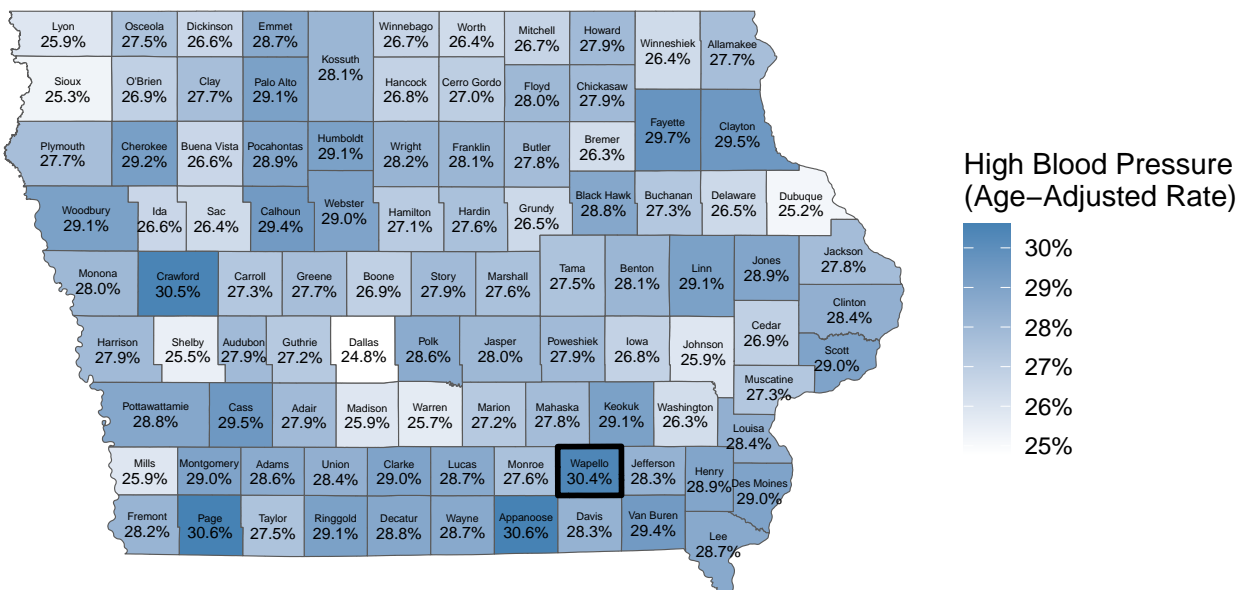 Lyon
25.9%
Osceola
27.5%
Dickinson
26.6%
Emmet
28.7%
Kossuth
28.1%
Winnebago
26.7%
Worth
26.4%
Mitchell
26.7%
Howard
27.9%
Winneshiek
26.4%
Allamakee
27.7%
Sioux
25.3%
O'Brien
26.9%
Clay
27.7%
Palo Alto
29.1%
Hancock
26.8%
Cerro Gordo
27.0%
Floyd
28.0%
Chickasaw
27.9%
Fayette
29.7%
Clayton
29.5%
Plymouth
27.7%
Cherokee
29.2%
Buena Vista
26.6%
Pocahontas
28.9%
Humboldt
29.1%
Wright
28.2%
Franklin
28.1%
Butler
27.8%
Bremer
26.3%
Woodbury
29.1%
Ida
26.6%
Sac
26.4%
Calhoun
29.4%
Webster
29.0%
Hamilton
27.1%
Hardin
27.6%
Grundy
26.5%
Black Hawk
28.8%
Buchanan
27.3%
Delaware
26.5%
Dubuque
25.2%
Monona
28.0%
Crawford
30.5%
Carroll
27.3%
Greene
27.7%
Boone
26.9%
Story
27.9%
Marshall
27.6%
Tama
27.5%
Benton
28.1%
Linn
29.1%
Jones
28.9%
Jackson
27.8%
Clinton
28.4%
Harrison
27.9%
Shelby
25.5%
Audubon
27.9%
Guthrie
27.2%
Dallas
24.8%
Polk
28.6%
Jasper
28.0%
Poweshiek
27.9%
Iowa
26.8%
Johnson
25.9%
Cedar
26.9%
Scott
29.0%
Muscatine
27.3%
Pottawattamie
28.8%
Cass
29.5%
Adair
27.9%
Madison
25.9%
Warren
25.7%
Marion
27.2%
Mahaska
27.8%
Keokuk
29.1%
Washington
26.3%
Louisa
28.4%
Mills
25.9%
Montgomery
29.0%
Adams
28.6%
Union
28.4%
Clarke
29.0%
Lucas
28.7%
Monroe
27.6%
Wapello
30.4%
Jefferson
28.3%
Henry
28.9%
Des Moines
29.0%
Fremont
28.2%
Page
30.6%
Taylor
27.5%
Ringgold
29.1%
Decatur
28.8%
Wayne
28.7%
Appanoose
30.6%
Davis
28.3%
Van Buren
29.4%
Lee
28.7%
High Blood Pressure
(Age−Adjusted Rate)
30%
29%
28%
27%
26%
25%